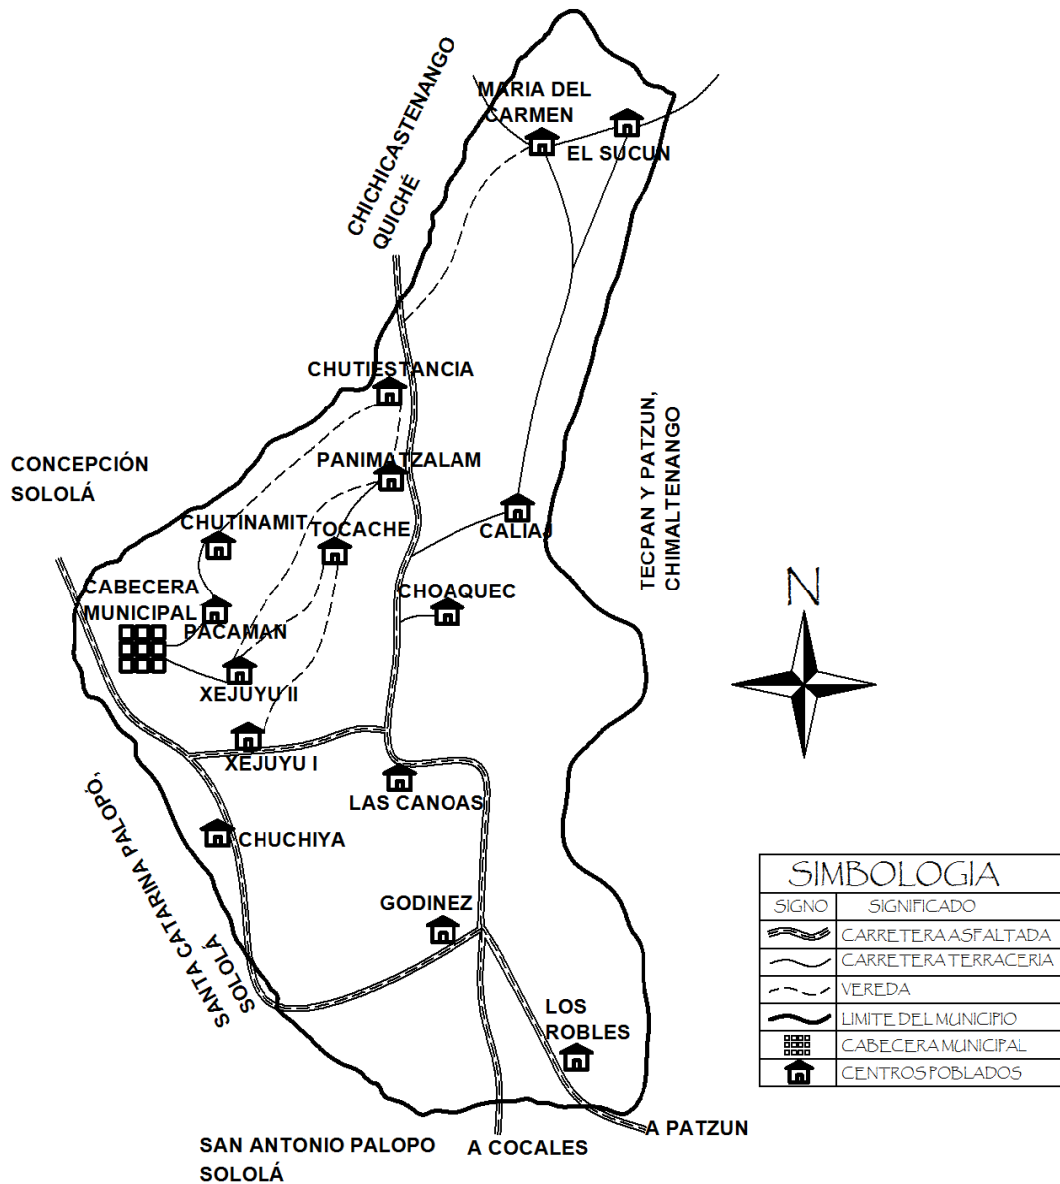 MARIA DEL
CARMEN
EL SUCUN
CHICHICASTENANGO
QUICHÉ
CHUTIESTANCIA
PANIMATZALAM
TECPAN Y PATZUN,
CHIMALTENANGO
CONCEPCIÓN
SOLOLÁ
CHUTINAMIT
TOCACHE
CALIAJ
CABECERA
MUNICIPAL
PACAMAN
CHOAQUEC
N
XEJUYU II
XEJUYU I
LAS CANOAS
SANTA CATARINA PALOPÓ,
SOLOLÁ
CHUCHIYA
GODINEZ
LOS
ROBLES
SAN ANTONIO PALOPO
SOLOLÁ
A COCALES
A PATZUN
SIMBOLOGIA
SIGNO SIGNIFICADO
CARRETERA ASFALTADA
CARRETERA TERRACERIA
VEREDA
LIMITE DEL MUNICIPIO
CABECERA MUNICIPAL
CENTROS POBLADOS